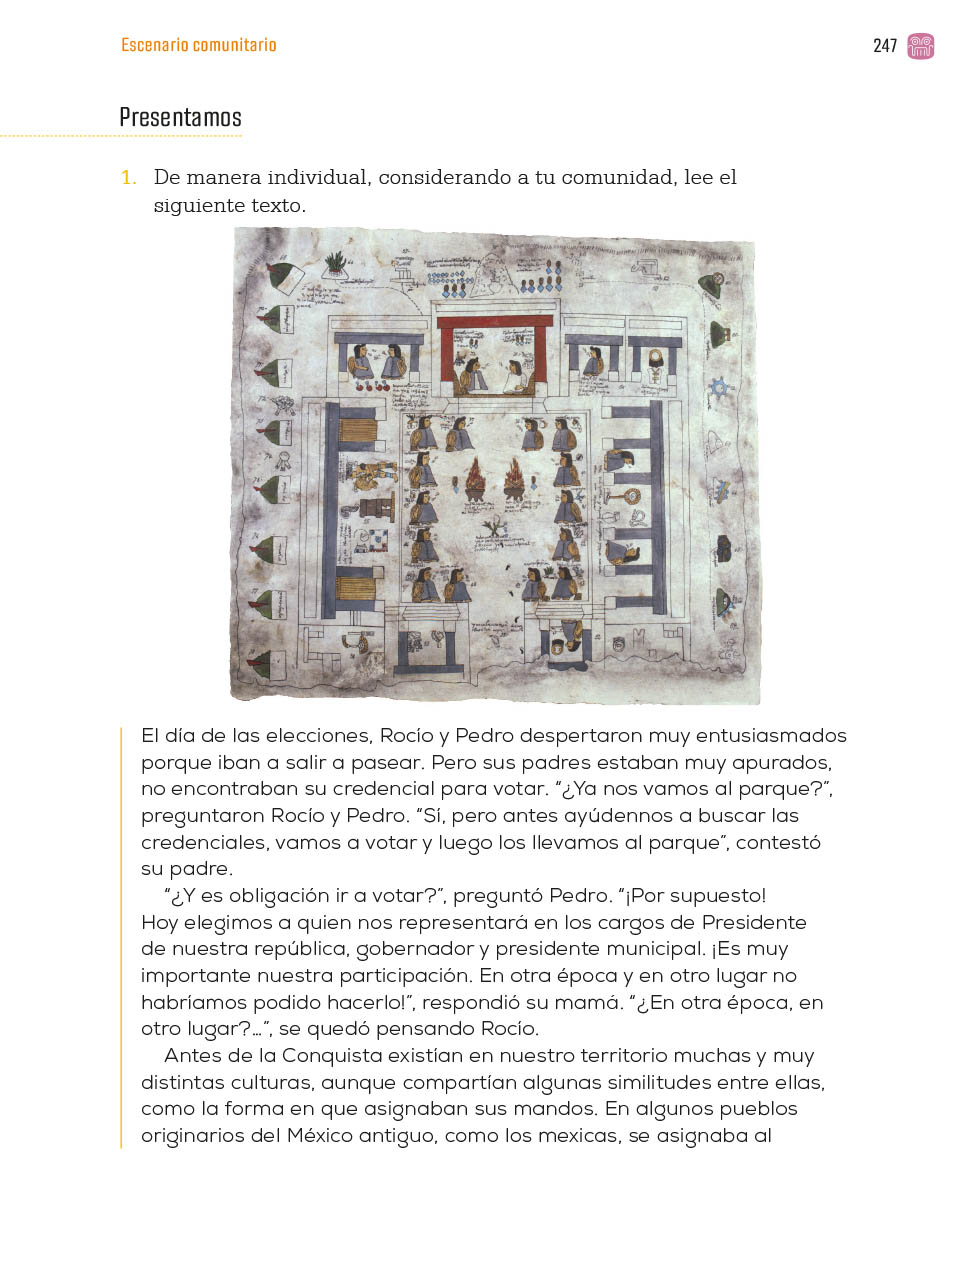 Escenario comunitario
247
Presentamos
1. De manera individual, considerando a tu comunidad, lee el
siguiente texto.
El día de las elecciones, Rocío y Pedro despertaron muy entusiasmados
porque iban a salir a pasear. Pero sus padres estaban muy apurados,
no encontraban su credencial para votar. “¿Ya nos vamos al parque?”,
preguntaron Rocío y Pedro. “Sí, pero antes ayúdennos a buscar las
credenciales, vamos a votar y luego los llevamos al parque”, contestó
su padre.
“¿Y es obligación ir a votar?”, preguntó Pedro. “¡Por supuesto!
Hoy elegimos a quien nos representará en los cargos de Presidente
de nuestra república, gobernador y presidente municipal. ¡Es muy
importante nuestra participación. En otra época y en otro lugar no
habríamos podido hacerlo!”, respondió su mamá. “¿En otra época, en
otro lugar?…”, se quedó pensando Rocío.
Antes de la Conquista existían en nuestro territorio muchas y muy
distintas culturas, aunque compartían algunas similitudes entre ellas,
como la forma en que asignaban sus mandos. En algunos pueblos
originarios del México antiguo, como los mexicas, se asignaba al